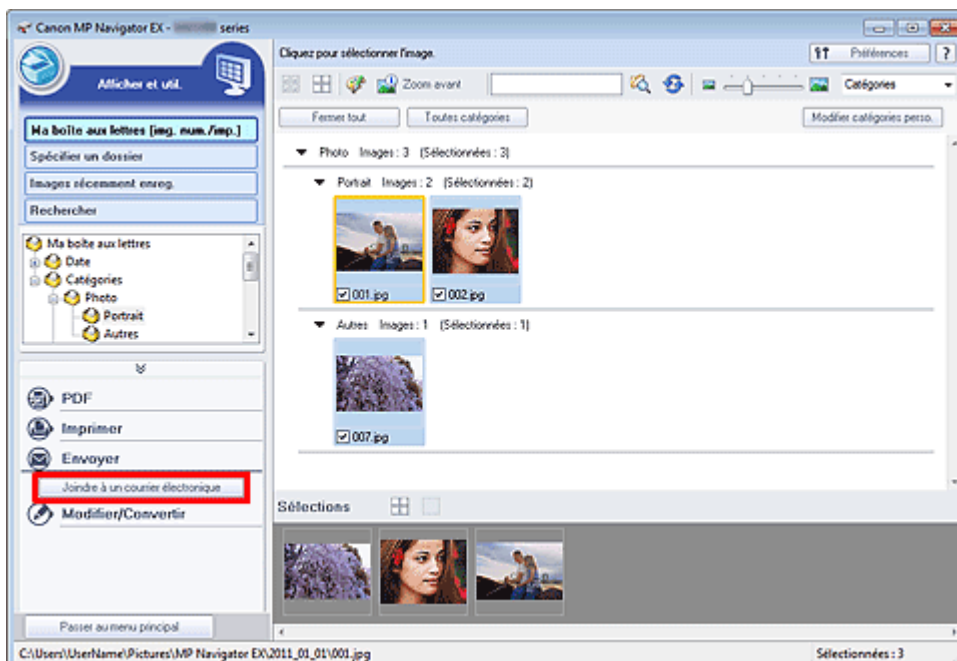 Canon MP Navigator EX - series
Cliquez pour sélectionner l'image.
Préférences
?
Afficher et util.
Zoom avant
Catégories
Fermer tout
Toutes catégories
Modifier catégories perso.
Ma boîte aux lettres [img. num./imp.]
Spécifier un dossier
Images récemment enreg.
Rechercher
Ma boîte aux lettres
Date
Catégories
Photo
Portrait
Autres
Photo Images : 3 (Sélectionnées : 3)
Portrait Images : 2 (Sélectionnées : 2)
001.jpg
002.jpg
Autres Images : 1 (Sélectionnées : 1)
007.jpg
PDF
Imprimer
Envoyer
Joindre à un courrier électronique
Modifier/Convertir
Sélections
Passer au menu principal
C:\Users\UserName\Pictures\MP Navigator EX\2011_01_01\001.jpg
Sélectionnées : 3